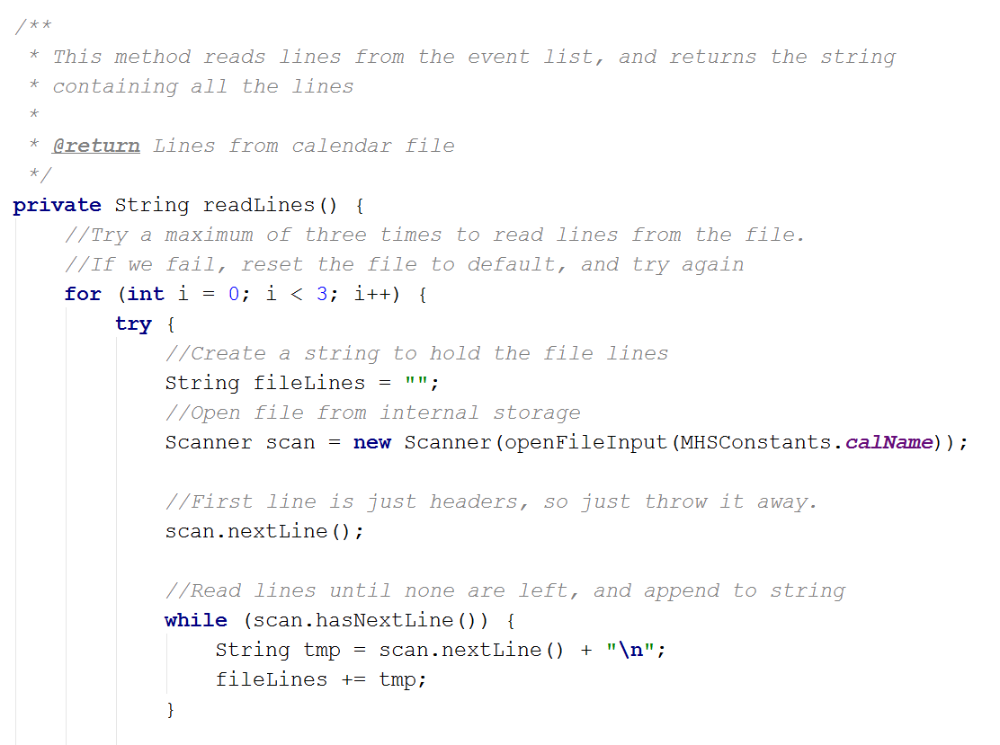 /**
 * This method reads lines from the event list, and returns the string
 * containing all the lines
 *
 * @return Lines from calendar file
 */
private String readLines() {
    //Try a maximum of three times to read lines from the file.
    //If we fail, reset the file to default, and try again
    for (int i = 0; i < 3; i++) {
        try {
            //Create a string to hold the file lines
            String fileLines = "";
            //Open file from internal storage
            Scanner scan = new Scanner(openFileInput(MHSConstants.calName));

            //First line is just headers, so just throw it away.
            scan.nextLine();

            //Read lines until none are left, and append to string
            while (scan.hasNextLine()) {
                String tmp = scan.nextLine() + "\n";
                fileLines += tmp;
            }